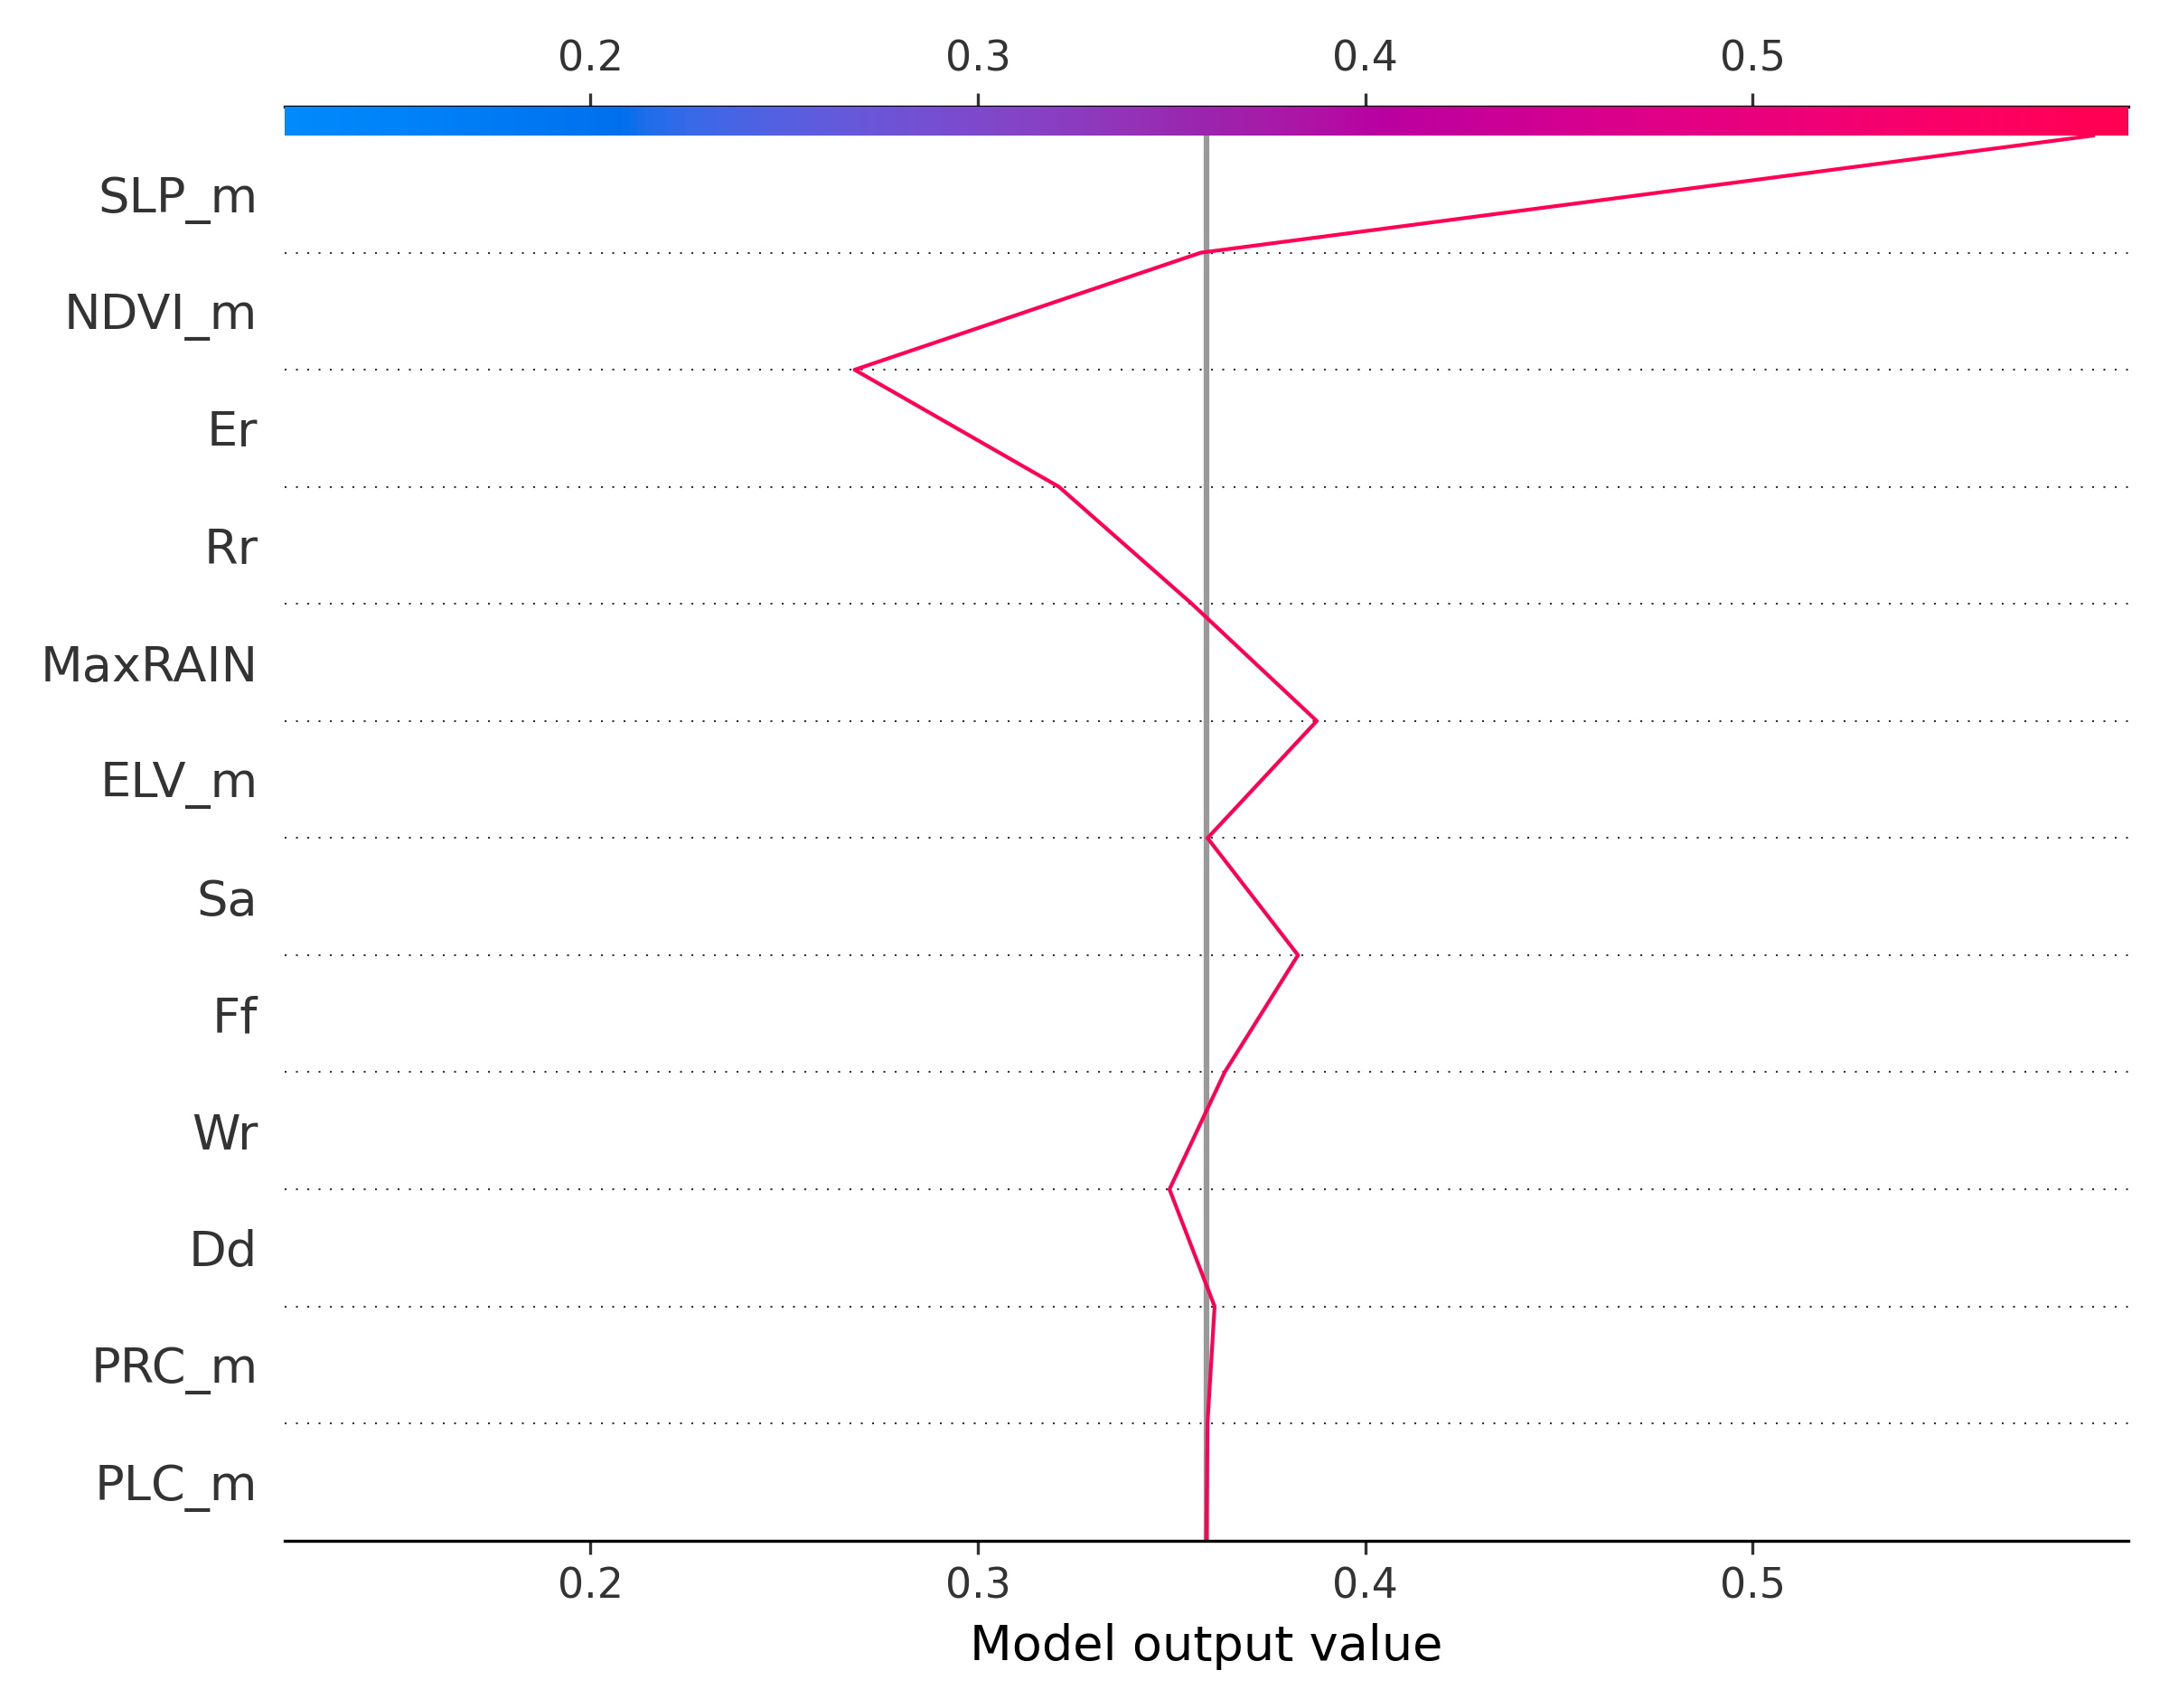 0.2 0.3 0.4 0.5
SLP_m
NDVI_m
Er
Rr
MaxRAIN
ELV_m
Sa
Ff
Wr
Dd
PRC_m
PLC_m
0.2 0.3 0.4 0.5
Model output value